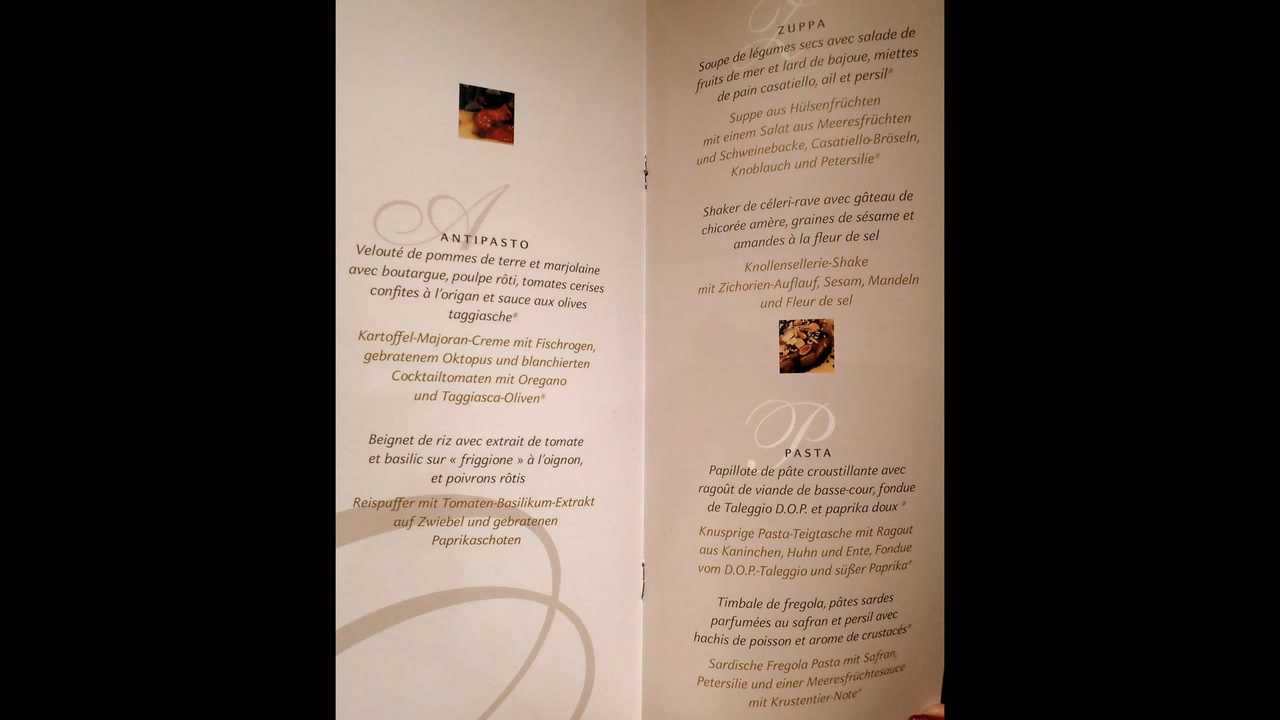 A
ANTIPASTO
Velouté de pommes de terre et marjolaine
avec boutargue, poulpe rôti, tomates cerises
confites à l'origan et sauce aux olives
taggiasche*
Kartoffel-Majoran-Creme mit Fischrogen,
gebratenem Oktopus und blanchierten
Cocktailtomaten mit Oregano
und Taggiasca-Oliven*
Beignet de riz avec extrait de tomate
et basilic sur « friggione » à l'oignon,
et poivrons rôtis
Reispuffer mit Tomaten-Basilikum-Extrakt
auf Zwiebel und gebratenen
Paprikaschoten
Z
ZUPPA
Soupe de légumes secs avec salade de
fruits de mer et lard de bajoue, miettes
de pain casatiello, ail et persil*
Suppe aus Hülsenfrüchten
mit einem Salat aus Meeresfrüchten
und Schweinebacke, Casatiello-Bröseln,
Knoblauch und Petersilie*
Shaker de céleri-rave avec gâteau de
chicorée amère, graines de sésame et
amandes à la fleur de sel
Knollensellerie-Shake
mit Zichorien-Auflauf, Sesam, Mandeln
und Fleur de sel
P
PASTA
Papillote de pâte croustillante avec
ragoût de viande de basse-cour, fondue
de Taleggio D.O.P. et paprika doux *
Knusprige Pasta-Teigtasche mit Ragout
aus Kaninchen, Huhn und Ente, Fondue
vom D.O.P.-Taleggio und süßer Paprika*
Timbale de fregola, pâtes sardes
parfumées au safran et persil avec
hachis de poisson et arome de crustacés*
Sardische Fregola Pasta mit Safran,
Petersilie und einer Meeresfrüchtesauce
mit Krustentier-Note*